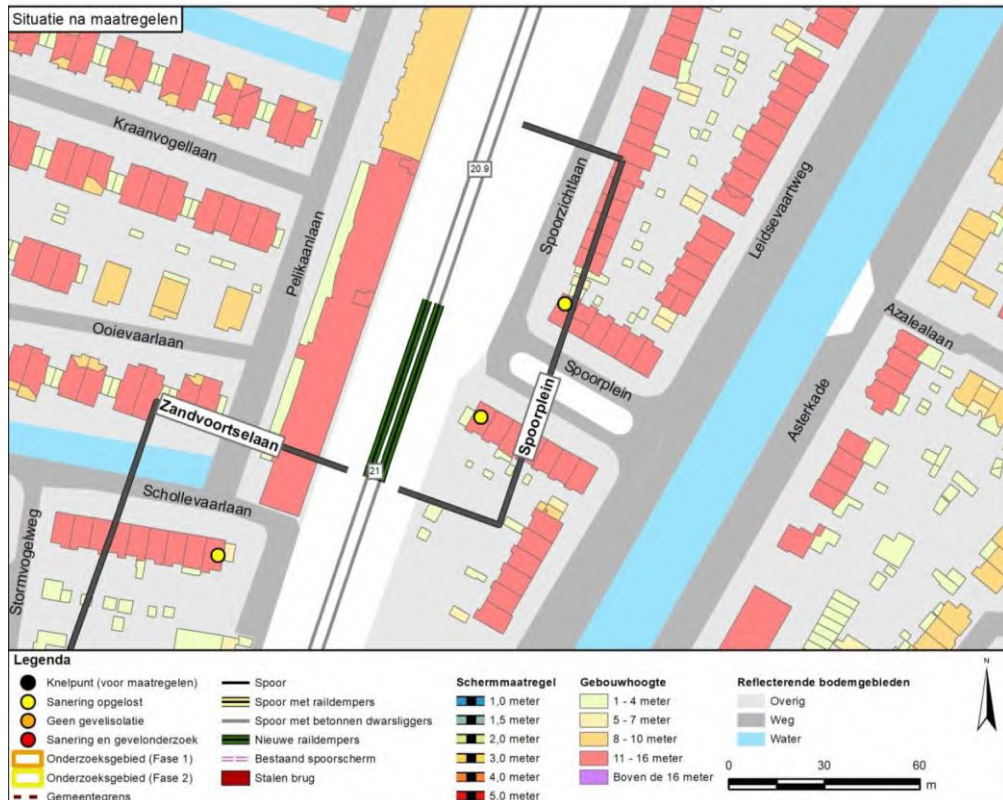 Situatie na maatregelen
Kraanvogellaan
Pelikaanlaan
20.9
Spoorzichtlaan
Leidsevaartweg
Ooievaarlaan
Azalealaan
Spoorplein
Zandvoortselaan
Spoorplein
Asterkade
21
Schollevaarlaan
Stormvogelweg
Legenda
Knelpunt (voor maatregelen)
Sanering opgelost
Geen gevelisolatie
Sanering en gevelonderzoek
Onderzoeksgebied (Fase 1)
Onderzoeksgebied (Fase 2)
Gemeentegrens
Spoor
Spoor met raildempers
Spoor met betonnen dwarsliggers
Nieuwe raildempers
Bestaand spoorscherm
Stalen brug
Schermmaatregel
1,0 meter
1,5 meter
2,0 meter
3,0 meter
4,0 meter
5,0 meter
Gebouwhoogte
1 - 4 meter
5 - 7 meter
8 - 10 meter
11 - 16 meter
Boven de 16 meter
Reflecterende bodemgebieden
Overig
Weg
Water
N
0 30 60
m